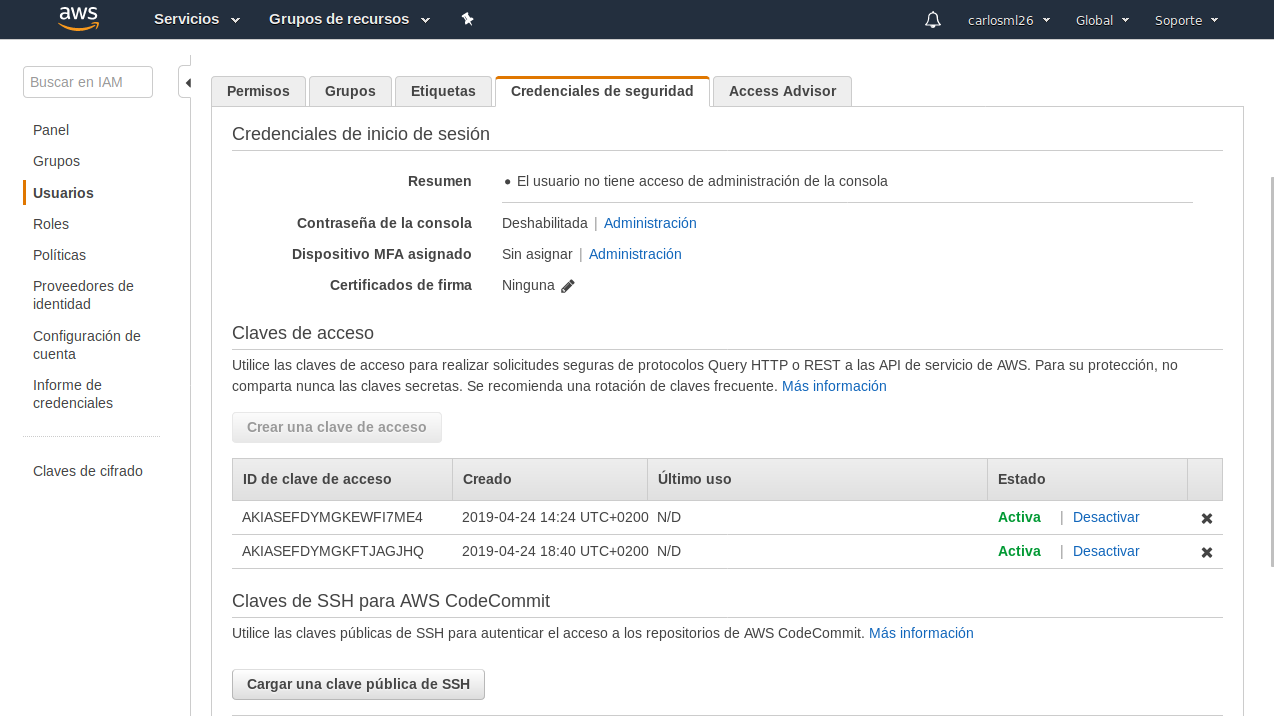 aws Servicios Grupos de recursos carlosml26 Global Soporte
Buscar en IAM
Panel
Grupos
Usuarios
Roles
Políticas
Proveedores de
identidad
Configuración de
cuenta
Informe de
credenciales
Claves de cifrado
Permisos Grupos Etiquetas Credenciales de seguridad Access Advisor
Credenciales de inicio de sesión
Resumen • El usuario no tiene acceso de administración de la consola
Contraseña de la consola Deshabilitada | Administración
Dispositivo MFA asignado Sin asignar | Administración
Certificados de firma Ninguna
Claves de acceso
Utilice las claves de acceso para realizar solicitudes seguras de protocolos Query HTTP o REST a las API de servicio de AWS. Para su protección, no
comparta nunca las claves secretas. Se recomienda una rotación de claves frecuente. Más información
Crear una clave de acceso
ID de clave de acceso Creado Último uso Estado
AKIASEFDYMGKEWFI7ME4 2019-04-24 14:24 UTC+0200 N/D Activa | Desactivar
AKIASEFDYMGKFTJAGJHQ 2019-04-24 18:40 UTC+0200 N/D Activa | Desactivar
Claves de SSH para AWS CodeCommit
Utilice las claves públicas de SSH para autenticar el acceso a los repositorios de AWS CodeCommit. Más información
Cargar una clave pública de SSH